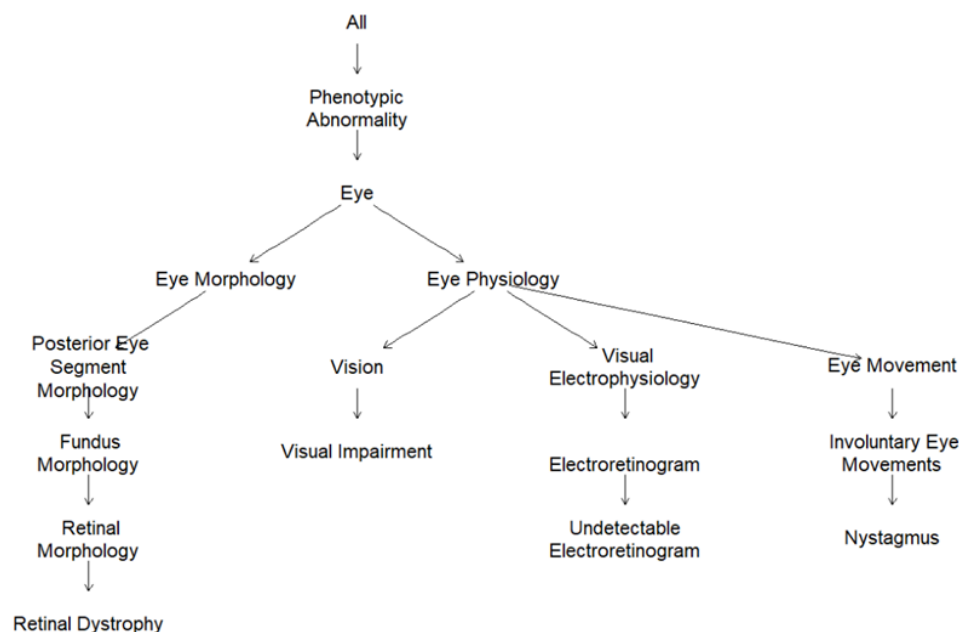 All
Phenotypic
Abnormality
Eye
Eye Morphology
Eye Physiology
Posterior Eye
Segment
Morphology
Vision
Visual
Electrophysiology
Eye Movement
Fundus
Morphology
Visual Impairment
Electroretinogram
Involuntary Eye
Movements
Retinal
Morphology
Undetectable
Electroretinogram
Nystagmus
Retinal Dystrophy